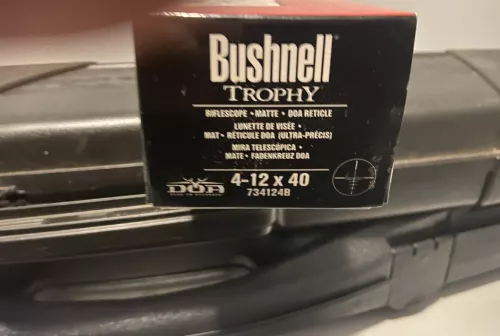 Bushnell
TROPHY
RIFLESCOPE • MATTE • DOA RETICLE
LUNETTE DE VISÉE •
MAT • RÉTICULE DOA (ULTRA-PRÉCIS)
MIRA TELESCÓPICA •
MATE • FADENKREUZ DOA
DOA
4-12 x 40
734124B